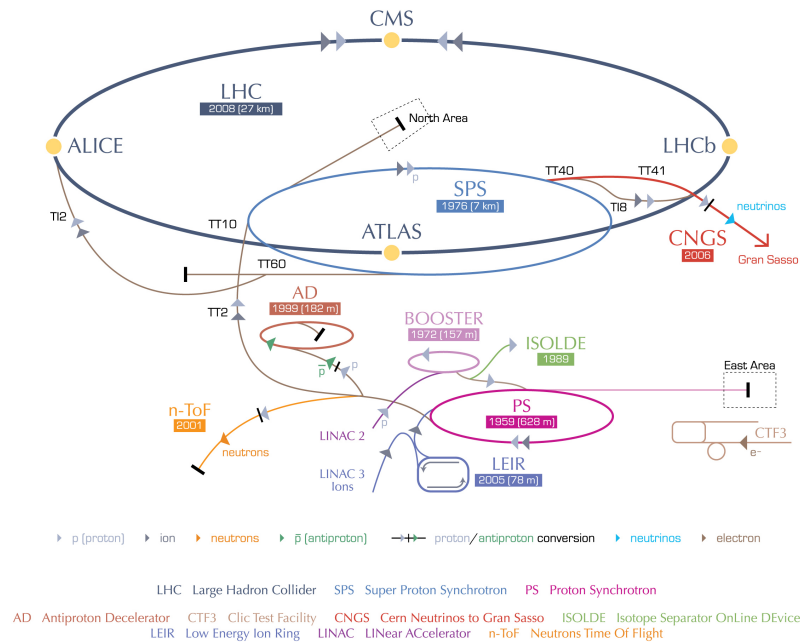 CMS
LHC
2008 (27 km)
North Area
ALICE
LHCb
TT40
TT41
SPS
1976 (7 km)
p
TI2
TI8
TT10
ATLAS
neutrinos
CNGS
2006
Gran Sasso
TT60
AD
1999 (182 m)
TT2
BOOSTER
1972 (157 m)
ISOLDE
1989
p̅
p
East Area
n-ToF
2001
p
PS
1959 (628 m)
LINAC 2
neutrons
CTF3
e-
LEIR
2005 (78 m)
LINAC 3
Ions
p (proton)
ion
neutrons
p̅ (antiproton)
proton/antiproton conversion
neutrinos
electron
LHC Large Hadron Collider SPS Super Proton Synchrotron PS Proton Synchrotron
AD Antiproton Decelerator CTF3 Clic Test Facility CNGS Cern Neutrinos to Gran Sasso ISOLDE Isotope Separator OnLine DEvice
LEIR Low Energy Ion Ring LINAC LINear ACcelerator n-ToF Neutrons Time Of Flight